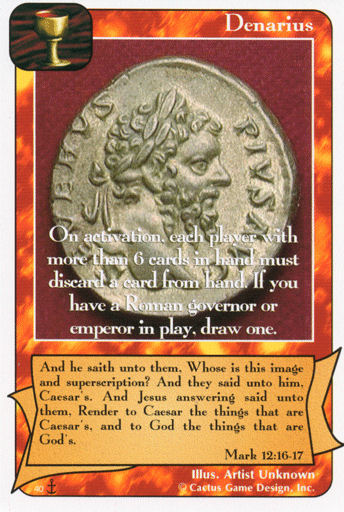 Denarius
VERVS
PIVS A
On activation, each player with
more than 6 cards in hand must
discard a card from hand. If you
have a Roman governor or
emperor in play, draw one.
And he saith unto them, Whose is this image
and superscription? And they said unto him,
Caesar's. And Jesus answering said unto
them, Render to Caesar the things that are
Caesar's, and to God the things that are
God's.
Mark 12:16-17
Illus. Artist Unknown
40
© Cactus Game Design, Inc.